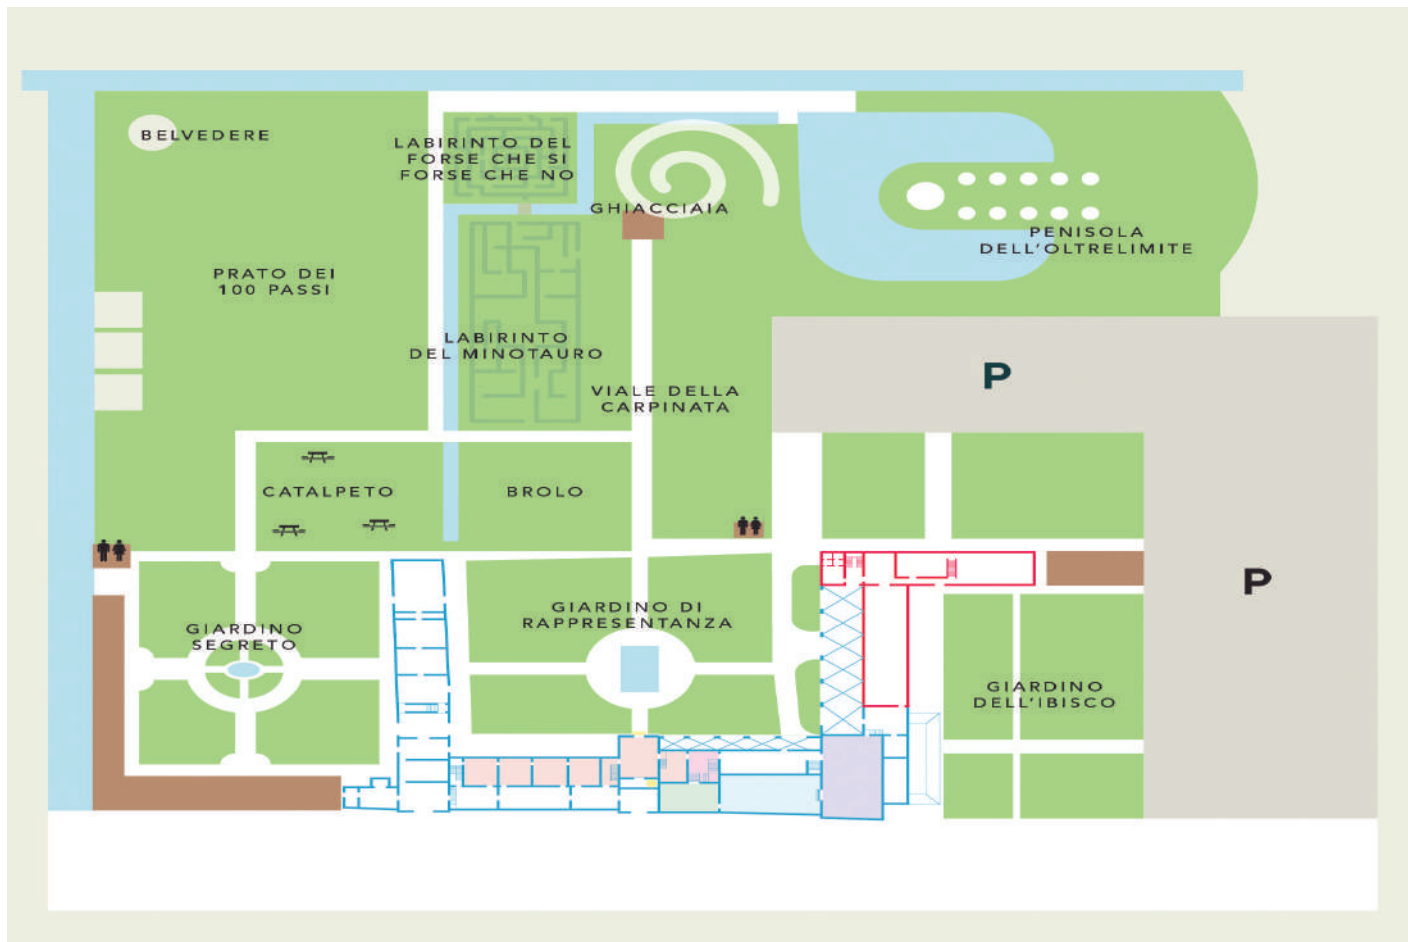 BELVEDERE
LABIRINTO DEL
FORSE CHE SI
FORSE CHE NO
GHIACCIAIA
PENISOLA
DELL'OLTRELIMITE
PRATO DEI
100 PASSI
LABIRINTO
DEL MINOTAURO
VIALE DELLA
CARPINATA
P
CATALPETO
BROLO
P
GIARDINO
SEGRETO
GIARDINO DI
RAPPRESENTANZA
GIARDINO
DELL'IBISCO